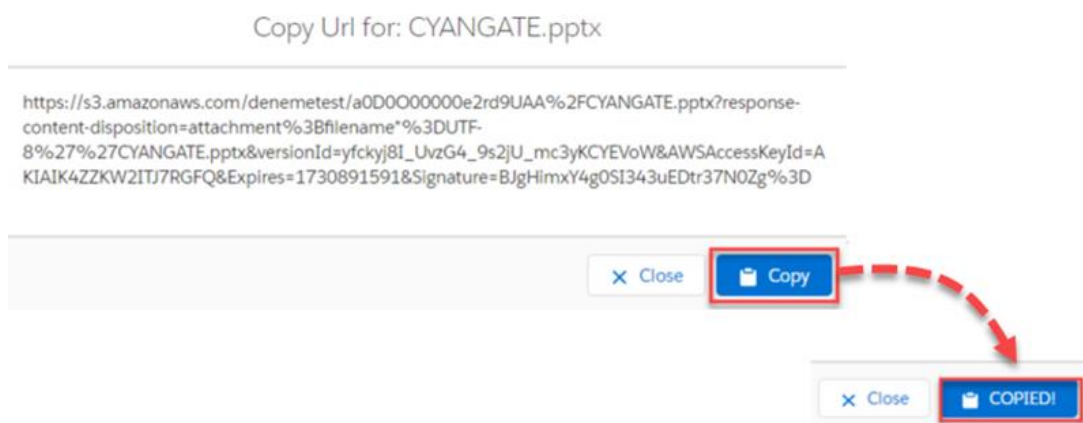 Copy Url for: CYANGATE.pptx
https://s3.amazonaws.com/denemetest/a0D0O00000e2rd9UAA%2FCYANGATE.pptx?response-
content-disposition=attachment%3Bfilename*%3DUTF-
8%27%27CYANGATE.pptx&versionId=yfckyj8I_UvzG4_9s2jU_mc3yKCYEVoW&AWSAccessKeyId=A
KIAIK4ZZKW2ITJ7RGFQ&Expires=1730891591&Signature=BJgHimxY4g0SI343uEDtr37N0Zg%3D
Close Copy
Close COPIED!